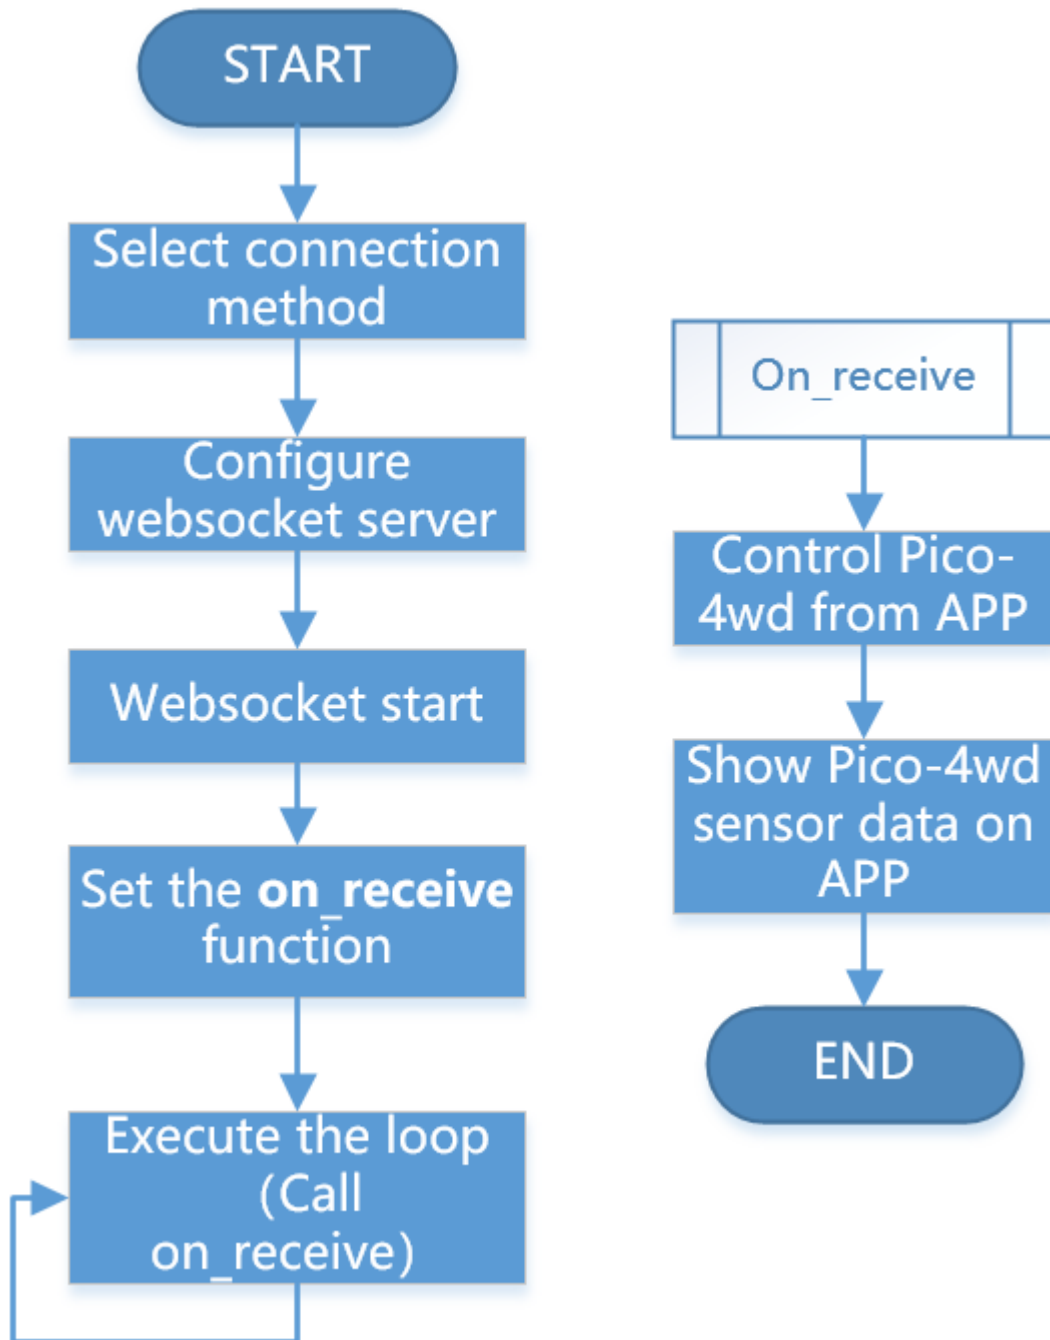 START
Select connection
method
Configure
websocket server
Websocket start
Set the on_receive
function
Execute the loop
(Call
on_receive)
On_receive
Control Pico-
4wd from APP
Show Pico-4wd
sensor data on
APP
END